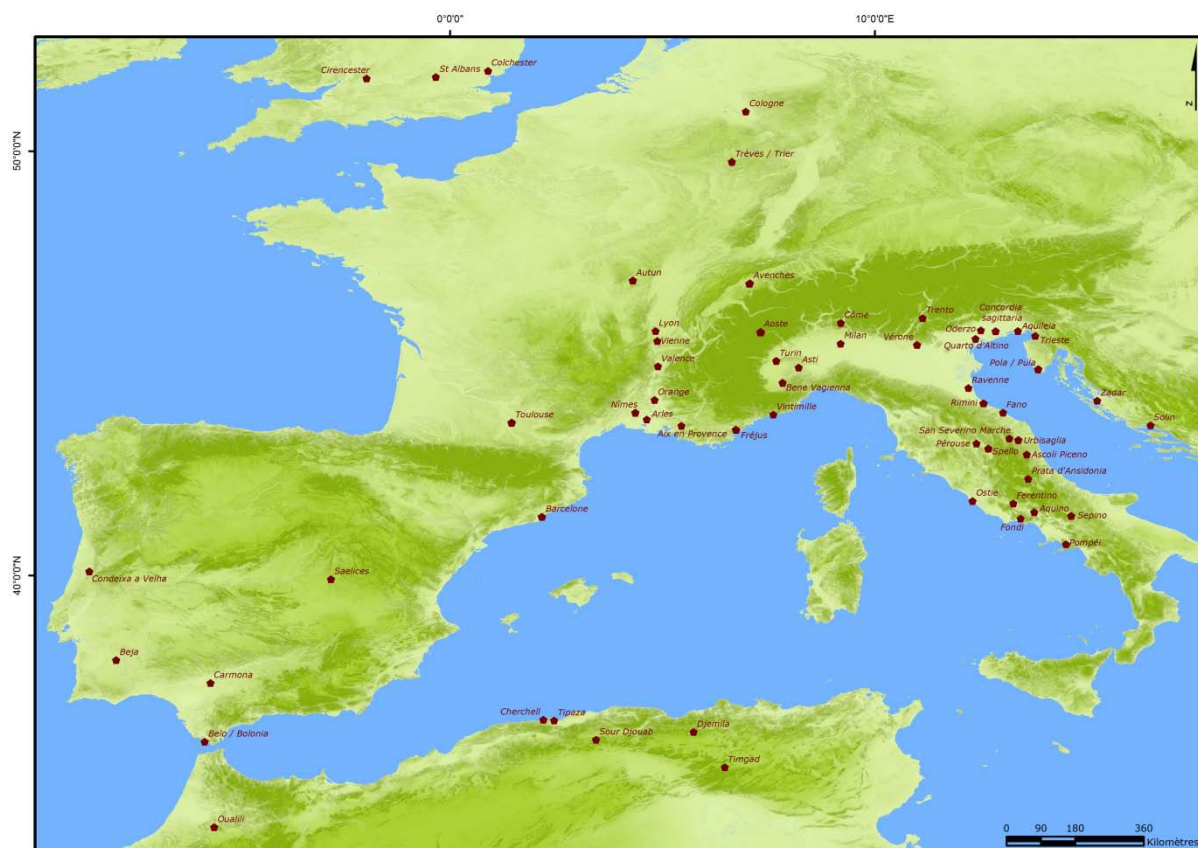 0°0'0"
10°0'0"E
Cirencester
St Albans
Colchester
Cologne
50°0'0"N
Trèves / Trier
Autun
Avenches
Lyon
Vienne
Aoste
Côme
Milan
Trento
Vérone
Concordia
sagittaria
Oderzo
Aquileia
Quarto d'Altino
Trieste
Valence
Turin
Asti
Pola / Pula
Bene Vagienna
Ravenne
Orange
Zadar
Nîmes
Arles
Vintimille
Rimini
Fano
Toulouse
Aix en Provence
Fréjus
Solin
San Severino Marche
Urbisaglia
Pérouse
Spello
Ascoli Piceno
Prata d'Ansidonia
Ostie
Ferentino
Aquino
Sepino
Fondi
Barcelone
Pompéi
40°0'0"N
Condeixa a Velha
Saelices
Beja
Carmona
Belo / Bolonia
Cherchell
Tipaza
Sour Djouab
Djemila
Timgad
Oualili
Z
0 90 180 360
Kilomètres